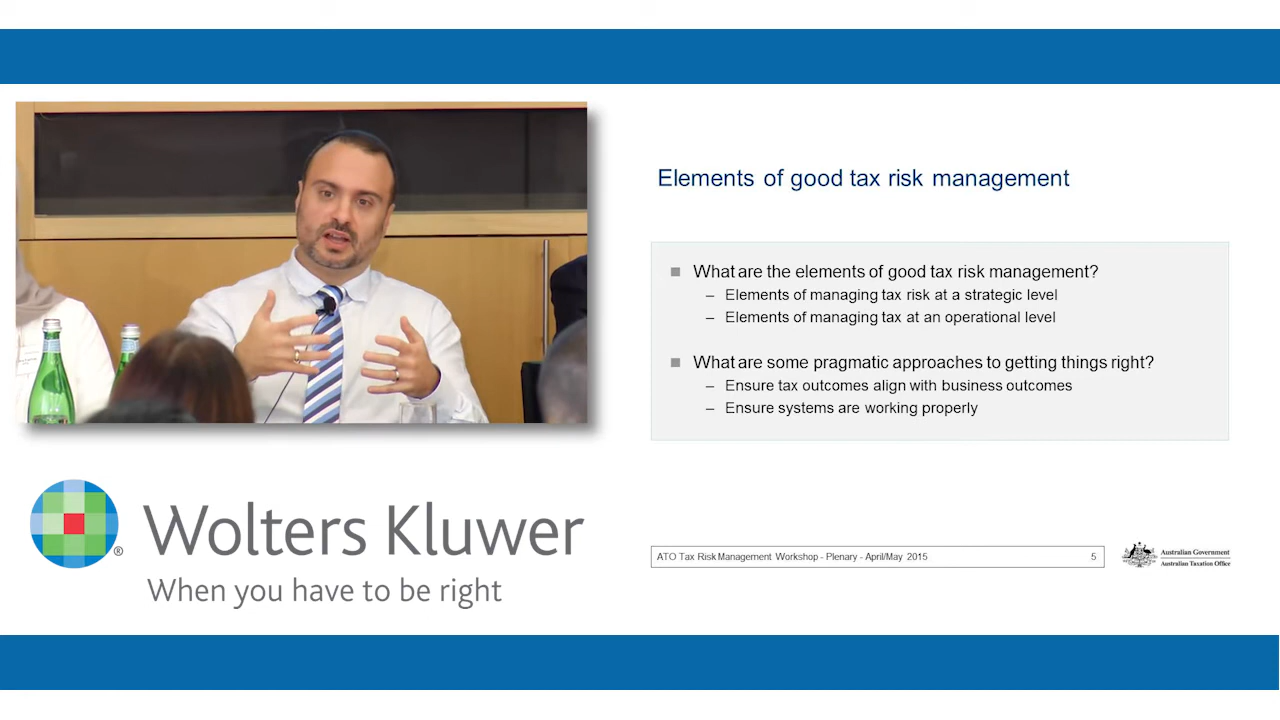 Elements of good tax risk management
What are the elements of good tax risk management?
– Elements of managing tax risk at a strategic level
– Elements of managing tax at an operational level
What are some pragmatic approaches to getting things right?
– Ensure tax outcomes align with business outcomes
– Ensure systems are working properly
Wolters Kluwer
®
When you have to be right
ATO Tax Risk Management Workshop - Plenary - April/May 2015 5
Australian Government
Australian Taxation Office